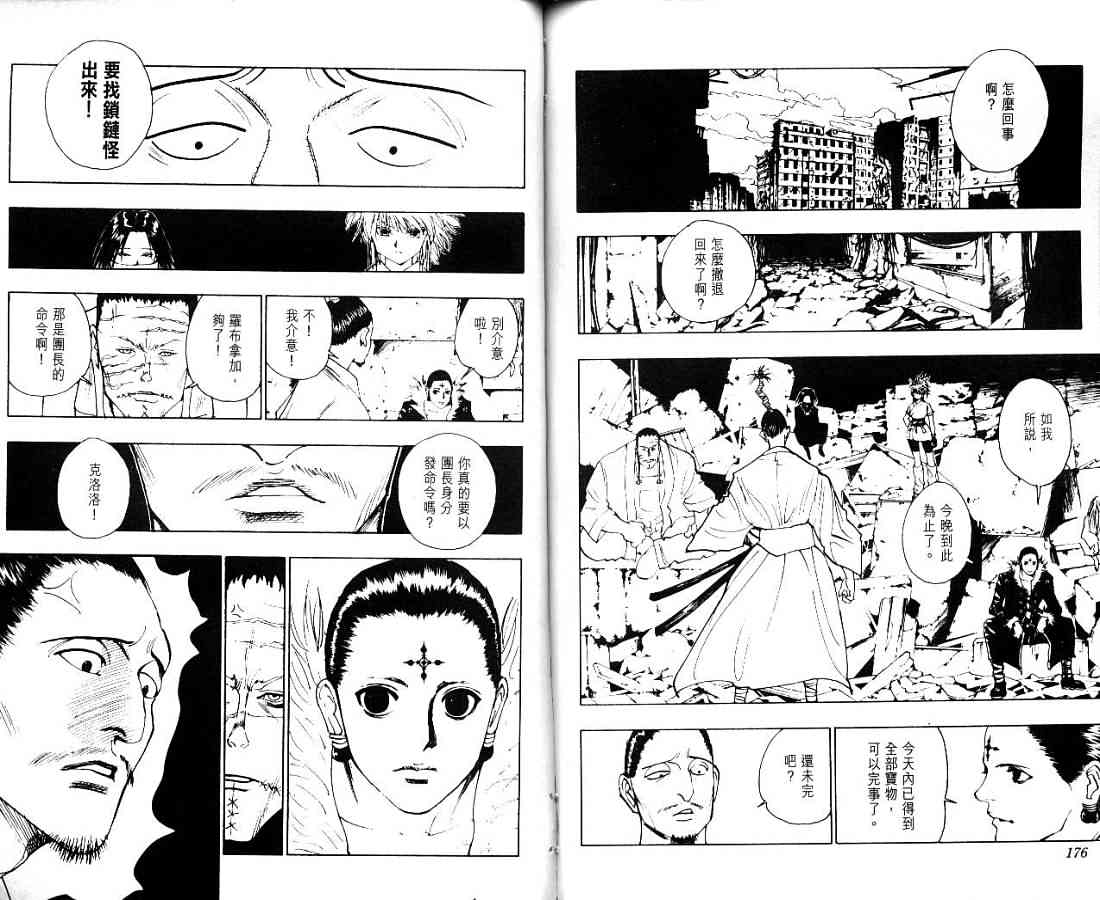 怎麼回事
啊？
怎麼撤退
回來了啊？
如我
所說，
今晚到此
為止了。
今天內已得到
全部寶物，
可以完事了。
還未完
吧？
176
要找鎖鏈怪
出來！
別介意
啦！
不！
我介意！
羅布拿加，
夠了！
那是團長的
命令啊！
你真的要以
團長身分
發命令嗎？
克洛洛！